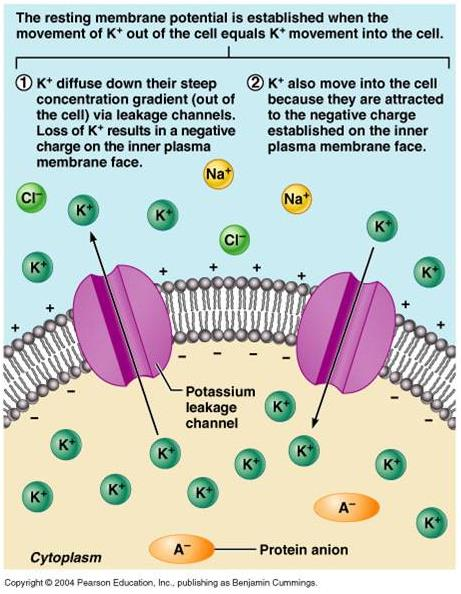 The resting membrane potential is established when the
movement of K⁺ out of the cell equals K⁺ movement into the cell.
① K⁺ diffuse down their steep
concentration gradient (out of
the cell) via leakage channels.
Loss of K⁺ results in a negative
charge on the inner plasma
membrane face.
② K⁺ also move into the cell
because they are attracted
to the negative charge
established on the inner
plasma membrane face.
Na⁺
Cl⁻
K⁺
K⁺
Na⁺
K⁺
Cl⁻
K⁺
K⁺
+ + + +
+ +
+ +
– – – –
– –
– –
Potassium
leakage
channel
K⁺
K⁺
K⁺
K⁺
K⁺
K⁺
K⁺
K⁺
K⁺
A⁻
K⁺
A⁻
Protein anion
Cytoplasm
Copyright © 2004 Pearson Education, Inc., publishing as Benjamin Cummings.